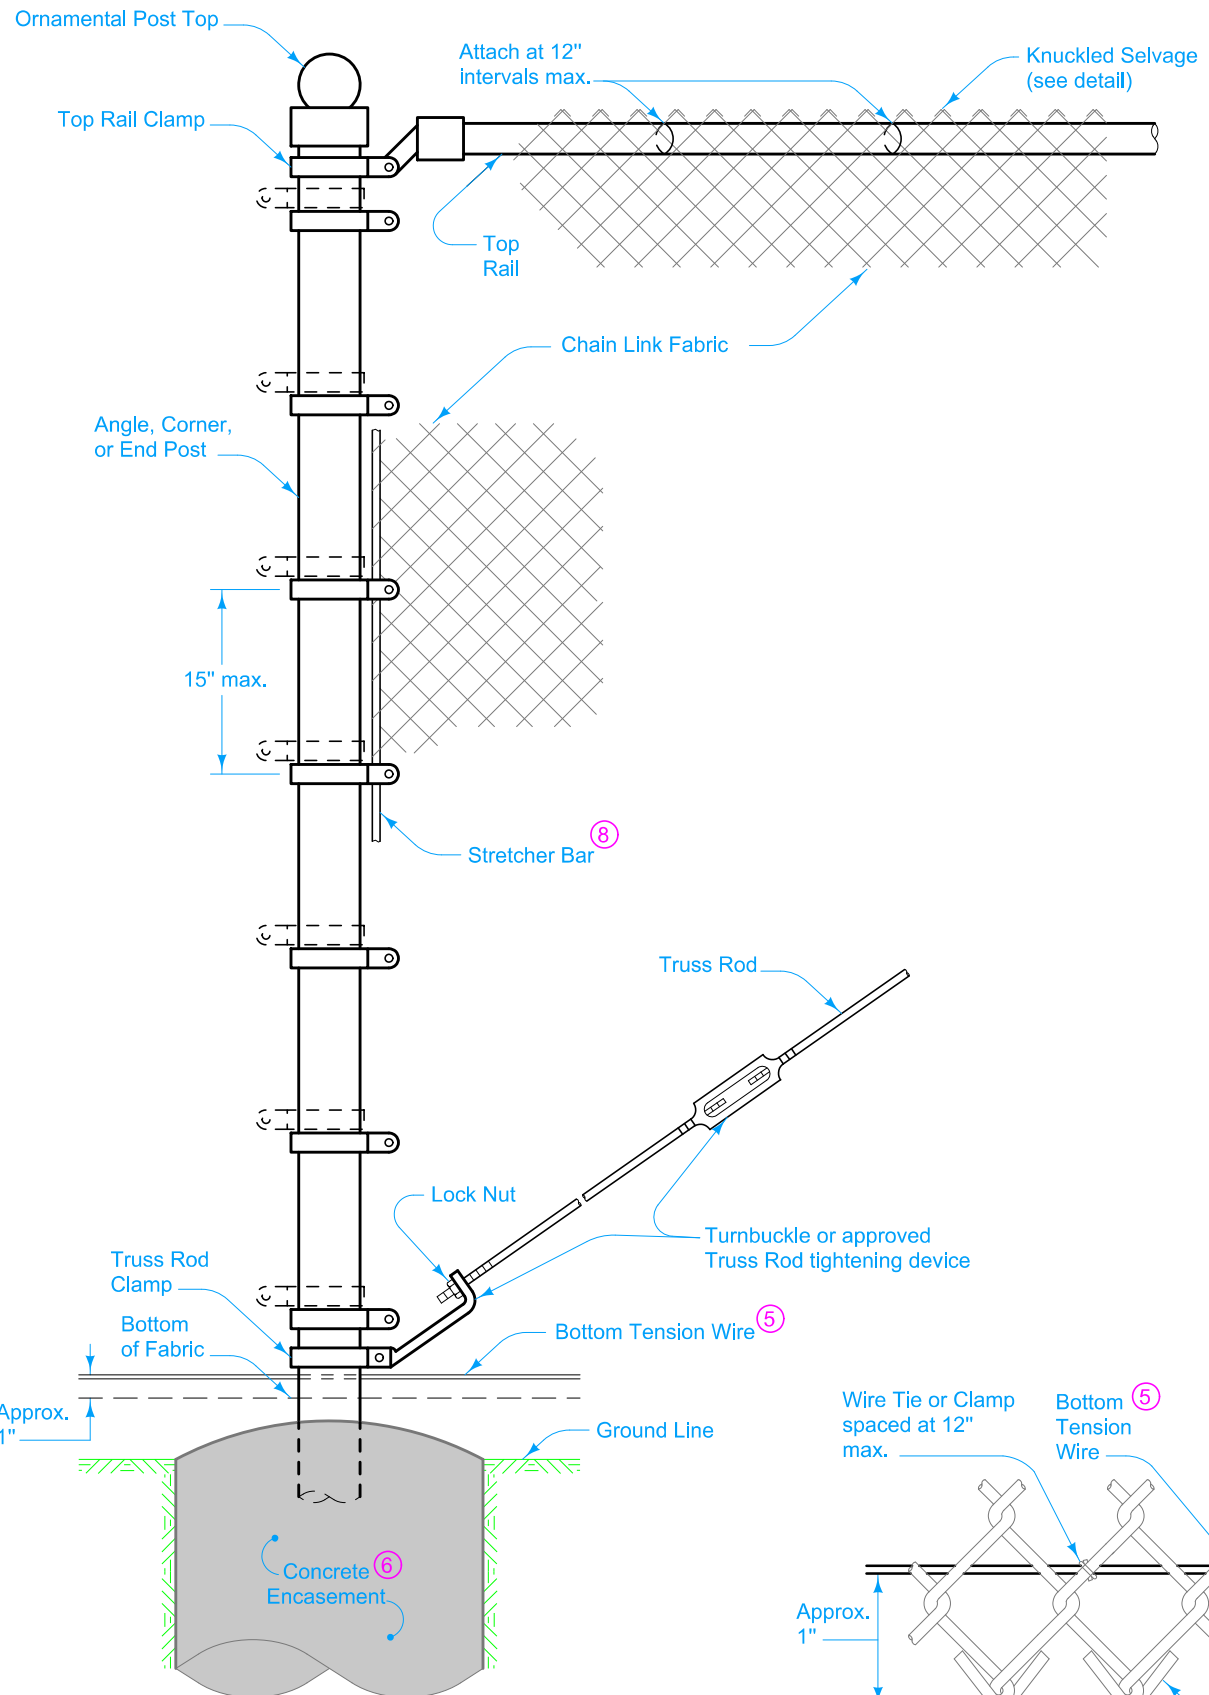 Ornamental Post Top
Attach at 12"
intervals max.
Knuckled Selvage
(see detail)
Top Rail Clamp
Top
Rail
Chain Link Fabric
Angle, Corner,
or End Post
15" max.
Stretcher Bar 8
Truss Rod
Lock Nut
Turnbuckle or approved
Truss Rod tightening device
Truss Rod
Clamp
Bottom Tension Wire 5
Bottom
of Fabric
Approx.
1"
Ground Line
Wire Tie or Clamp
spaced at 12"
max.
Bottom 5
Tension
Wire
Concrete 6
Encasement
Approx.
1"